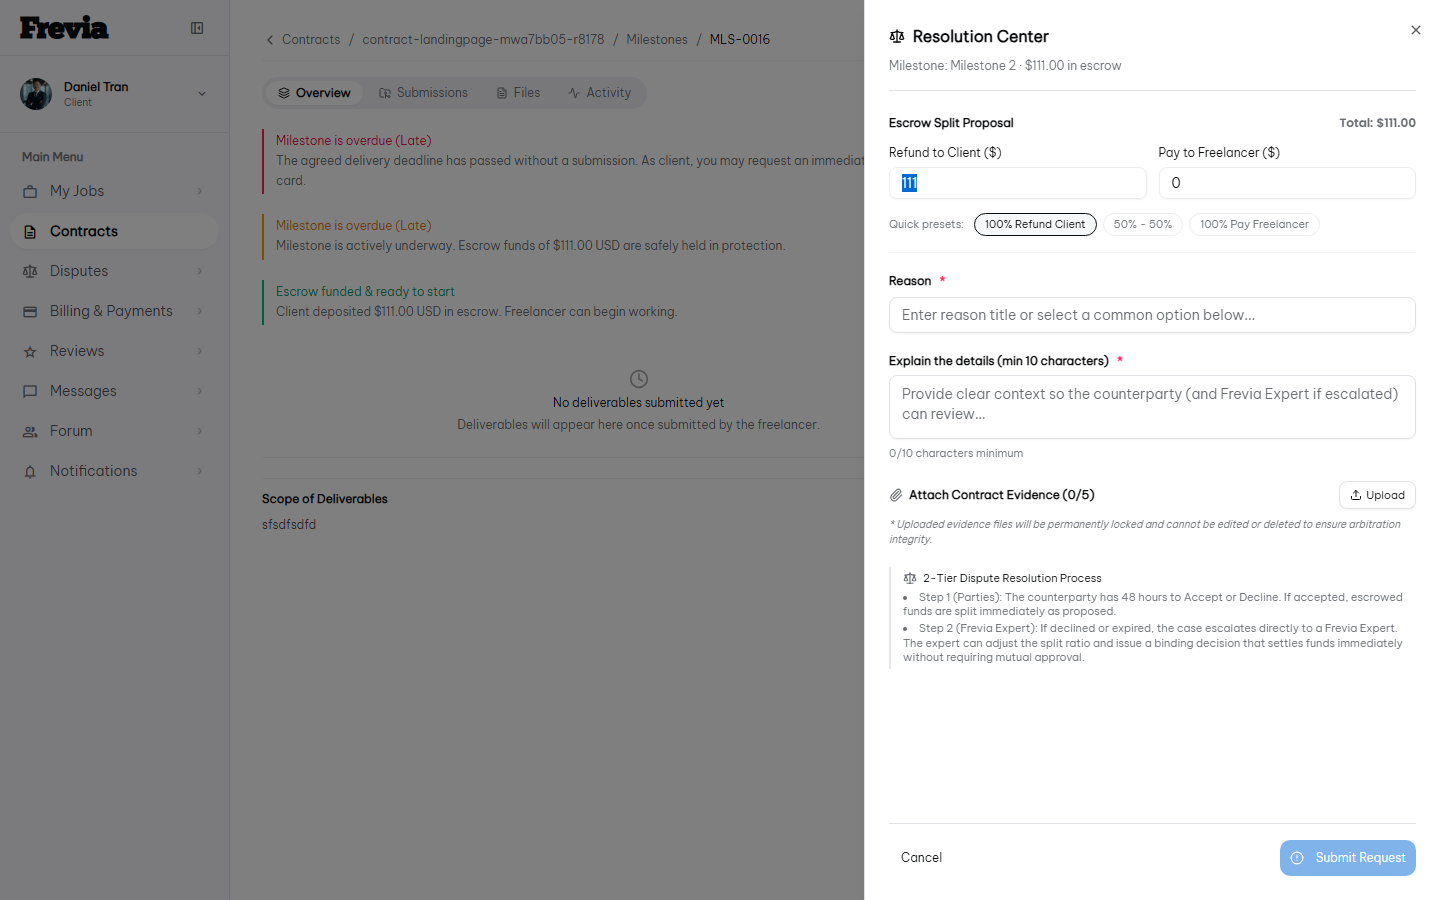 Frevia
Daniel Tran
Client
Main Menu
My Jobs
Contracts
Disputes
Billing & Payments
Reviews
Messages
Forum
Notifications
Contracts / contract-landingpage-mwa7bb05-r8178 / Milestones / MLS-0016
Overview
Submissions
Files
Activity
Milestone is overdue (Late)
The agreed delivery deadline has passed without a submission. As client, you may request an immediat
card.
Milestone is overdue (Late)
Milestone is actively underway. Escrow funds of $111.00 USD are safely held in protection.
Escrow funded & ready to start
Client deposited $111.00 USD in escrow. Freelancer can begin working.
No deliverables submitted yet
Deliverables will appear here once submitted by the freelancer.
Scope of Deliverables
sfsdfsdfd
Resolution Center
Milestone: Milestone 2 · $111.00 in escrow
Escrow Split Proposal
Total: $111.00
Refund to Client ($)
Pay to Freelancer ($)
111
0
Quick presets:
100% Refund Client
50% - 50%
100% Pay Freelancer
Reason *
Enter reason title or select a common option below...
Explain the details (min 10 characters) *
Provide clear context so the counterparty (and Frevia Expert if escalated)
can review...
0/10 characters minimum
Attach Contract Evidence (0/5)
Upload
* Uploaded evidence files will be permanently locked and cannot be edited or deleted to ensure arbitration
integrity.
2-Tier Dispute Resolution Process
• Step 1 (Parties): The counterparty has 48 hours to Accept or Decline. If accepted, escrowed
funds are split immediately as proposed.
• Step 2 (Frevia Expert): If declined or expired, the case escalates directly to a Frevia Expert.
The expert can adjust the split ratio and issue a binding decision that settles funds immediately
without requiring mutual approval.
Cancel
Submit Request